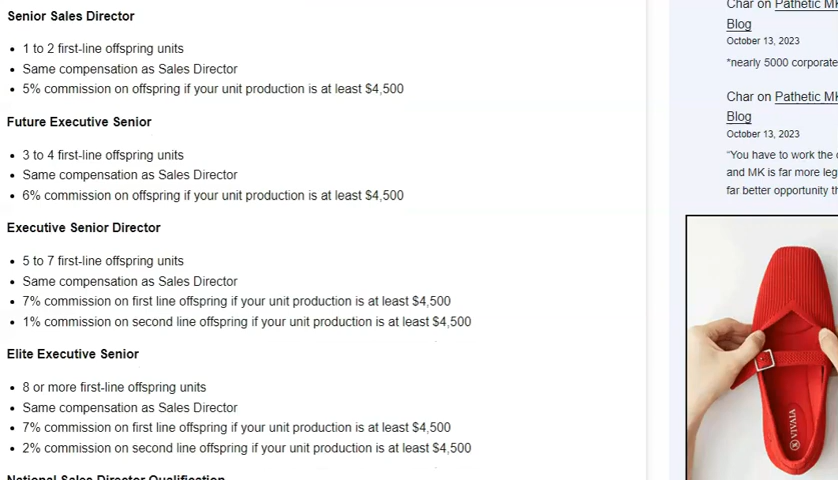 Senior Sales Director
1 to 2 first-line offspring units
Same compensation as Sales Director
5% commission on offspring if your unit production is at least $4,500
Future Executive Senior
3 to 4 first-line offspring units
Same compensation as Sales Director
6% commission on offspring if your unit production is at least $4,500
Executive Senior Director
5 to 7 first-line offspring units
Same compensation as Sales Director
7% commission on first line offspring if your unit production is at least $4,500
1% commission on second line offspring if your unit production is at least $4,500
Elite Executive Senior
8 or more first-line offspring units
Same compensation as Sales Director
7% commission on first line offspring if your unit production is at least $4,500
2% commission on second line offspring if your unit production is at least $4,500
National Sales Director Qualification
Char on Pathetic MK
Blog
October 13, 2023
*nearly 5000 corporate
Char on Pathetic MK
Blog
October 13, 2023
"You have to work the
and MK is far more leg
far better opportunity
VIVAIA